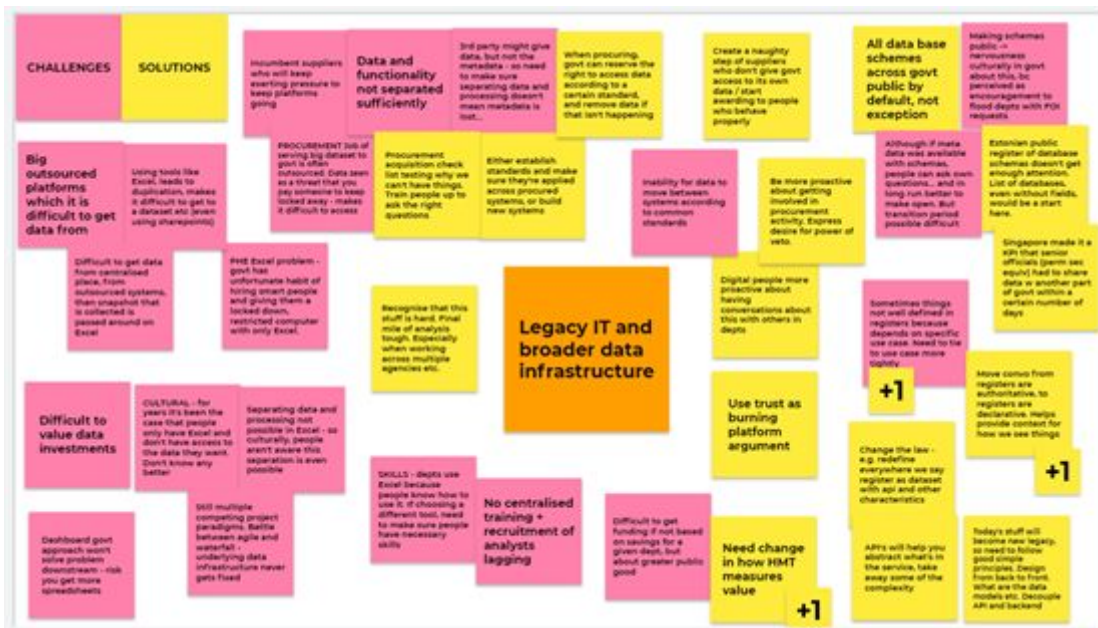 CHALLENGES
SOLUTIONS
Incumbent suppliers
who will keep
exerting pressure to
keep platforms
going
Data and
functionality
not separated
sufficiently
3rd party might give
data, but not the
metadata - so need
to make sure
separating data and
processing doesn't
mean metadata is
lost...
When procuring,
govt can reserve the
right to access data
according to a
certain standard,
and remove data if
that isn't happening
Create a naughty
step of suppliers
who don't give govt
access to its own
data / start
awarding to people
who behave
properly
All data base
schemes
across govt
public by
default, not
exception
Making schemas
public ->
nervousness
culturally in govt
about this, bc
perceived as
encouragement to
flood depts with FOI
requests
Big
outsourced
platforms
which it is
difficult to get
data from
Using tools like
Excel, leads to
duplication, makes
it difficult to get to
a dataset etc (even
using sharepoints)
PROCUREMENT Job of
serving big dataset to
govt is often
outsourced. Data seen
as a threat that you
pay someone to keep
locked away - makes
it difficult to access
Procurement
acquisition check
list testing why we
can't have things.
Train people up to
ask the right
questions
Either establish
standards and make
sure they're applied
across procured
systems, or build
new systems
Inability for data to
move between
systems according
to common
standards
Be more proactive
about getting
involved in
procurement
activity. Express
desire for power of
veto.
Although if meta
data was available
with schemas,
people can ask own
questions... and in
long run better to
make open. But
transition period
possible difficult
Estonian public
register of database
schemes doesn't get
enough attention.
List of databases,
even without fields,
would be a start
here.
Difficult to get data
from centralised
place, from
outsourced systems,
then snapshot that
is collected is
passed around on
Excel
PHE Excel problem -
govt has
unfortunate habit of
hiring smart people
and giving them a
locked down,
restricted computer
with only Excel.
Recognise that this
stuff is hard. Final
mile of analysis
tough. Especially
when working
across multiple
agencies etc.
Legacy IT and
broader data
infrastructure
Digital people more
proactive about
having
conversations about
this with others in
depts
Sometimes things
not well defined in
registers because
depends on specific
use case. Need to tie
to use case more
tightly
+1
Singapore made it a
KPI that senior
officials (perm sec
equiv) had to share
data w another part
of govt within a
certain number of
days
Difficult to
value data
investments
CULTURAL - for
years it's been the
case that people
only have Excel and
don't have access to
the data they want.
Don't know any
better
Separating data and
processing not
possible in Excel - so
culturally, people
aren't aware this
separation is even
possible
Use trust as
burning
platform
argument
Move convo from
registers are
authoritative, to
registers are
declarative. Helps
provide context for
how we see things
+1
Change the law -
e.g. redefine
everywhere we say
register as dataset
with api and other
characteristics
Dashboard govt
approach won't
solve problem
downstream - risk
you get more
spreadsheets
Still multiple
competing project
paradigms. Battle
between agile and
waterfall -
underlying data
infrastructure never
gets fixed
SKILLS - depts use
Excel because
people know how to
use it. If choosing a
different tool, need
to make sure people
have necessary
skills
No centralised
training +
recruitment of
analysts
lagging
Difficult to get
funding if not based
on savings for a
given dept, but
about greater public
good
Need change
in how HMT
measures
value
+1
API's will help you
abstract what's in
the service, take
away some of the
complexity
Today's stuff will
become new legacy,
so need to follow
good simple
principles. Design
from back to front.
What are the data
models etc. Decouple
API and backend